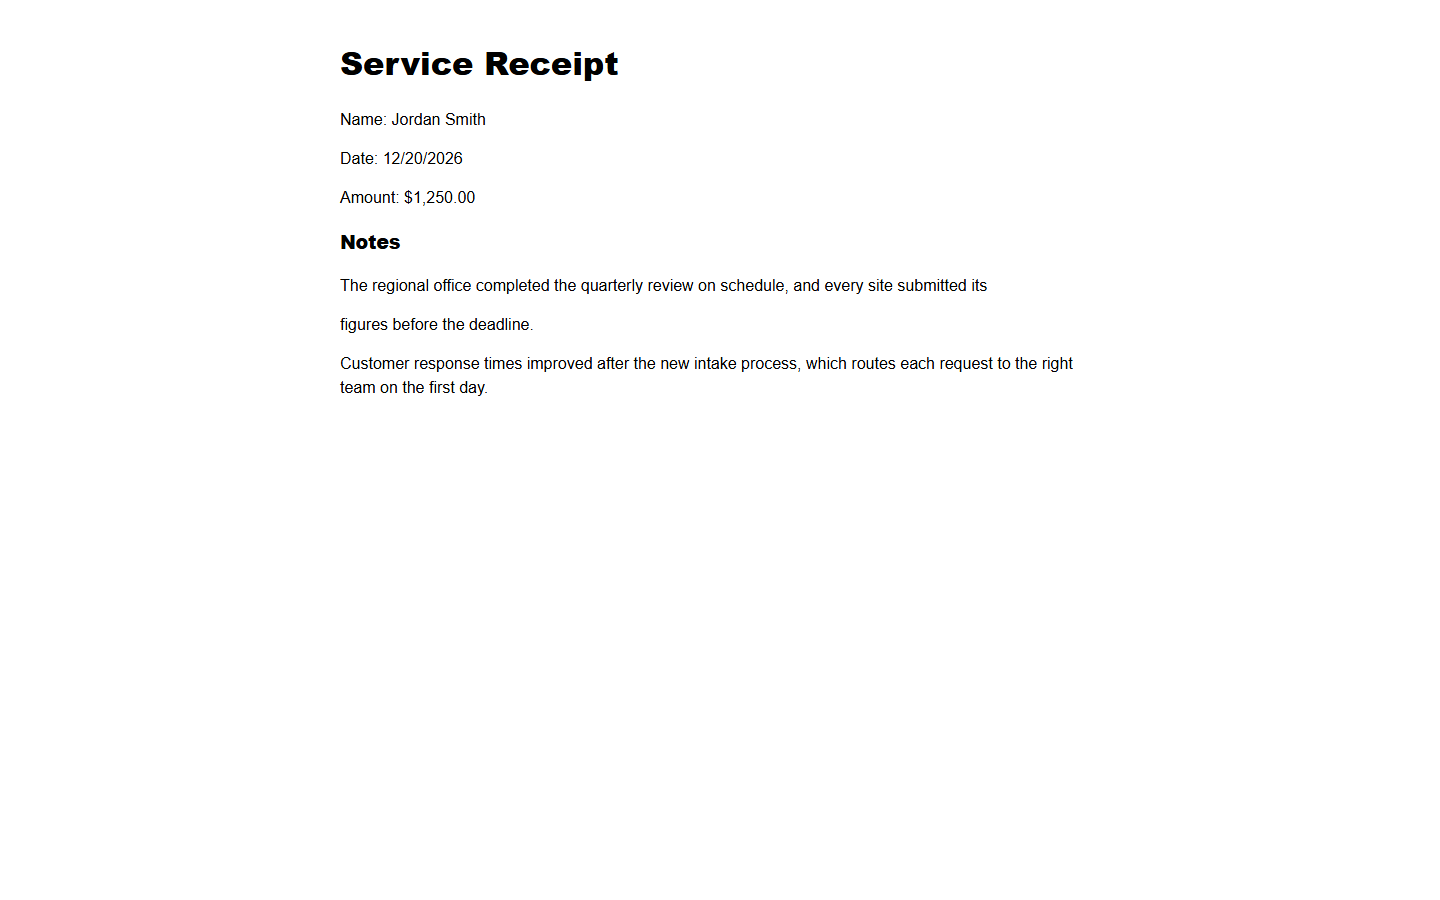 Service Receipt
Name: Jordan Smith
Date: 12/20/2026
Amount: $1,250.00
Notes
The regional office completed the quarterly review on schedule, and every site submitted its
figures before the deadline.
Customer response times improved after the new intake process, which routes each request to the right
team on the first day.